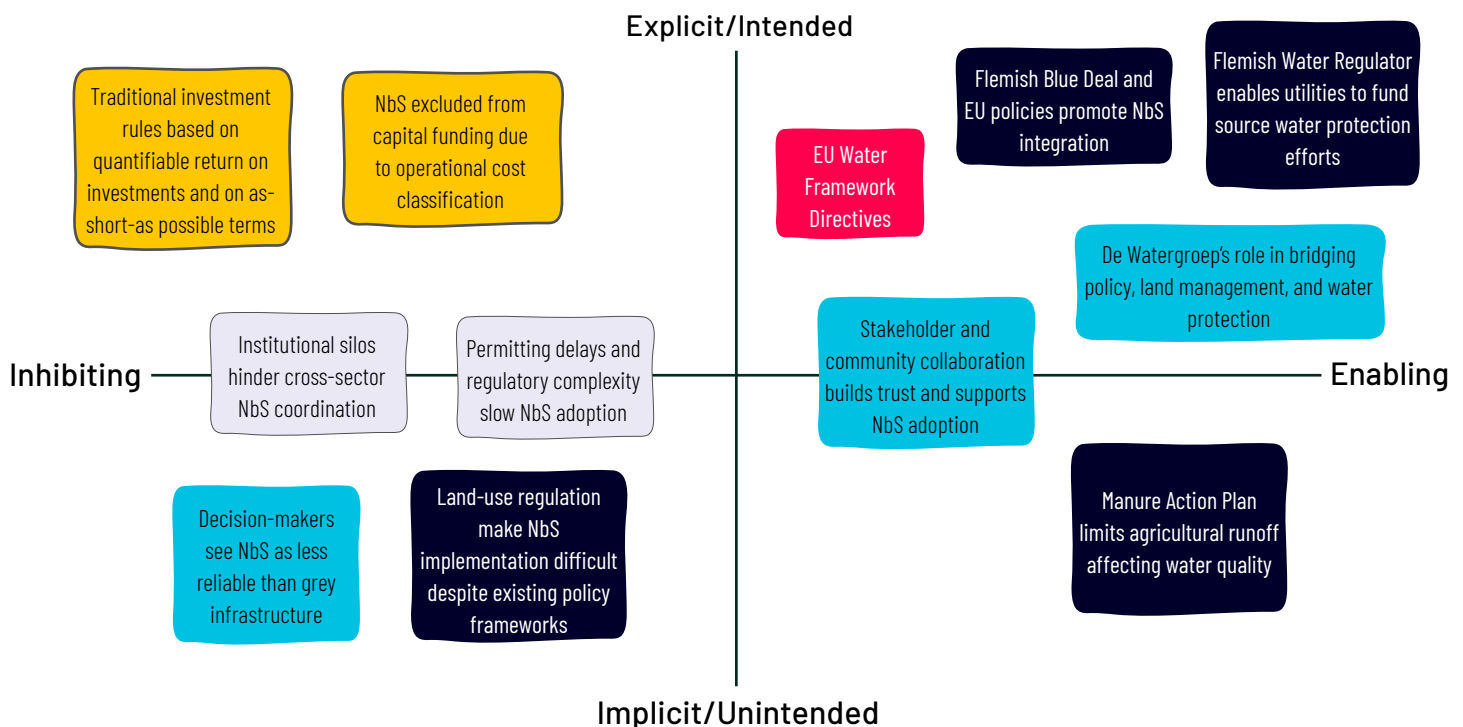 Explicit/Intended
Traditional investment
rules based on
quantifiable return on
investments and on as-
short-as possible terms
NbS excluded from
capital funding due
to operational cost
classification
EU Water
Framework
Directives
Flemish Blue Deal and
EU policies promote NbS
integration
Flemish Water Regulator
enables utilities to fund
source water protection
efforts
De Watergroep's role in bridging
policy, land management, and water
protection
Inhibiting
Institutional silos
hinder cross-sector
NbS coordination
Permitting delays and
regulatory complexity
slow NbS adoption
Stakeholder and
community collaboration
builds trust and supports
NbS adoption
Enabling
Decision-makers
see NbS as less
reliable than grey
infrastructure
Land-use regulation
make NbS
implementation difficult
despite existing policy
frameworks
Manure Action Plan
limits agricultural runoff
affecting water quality
Implicit/Unintended